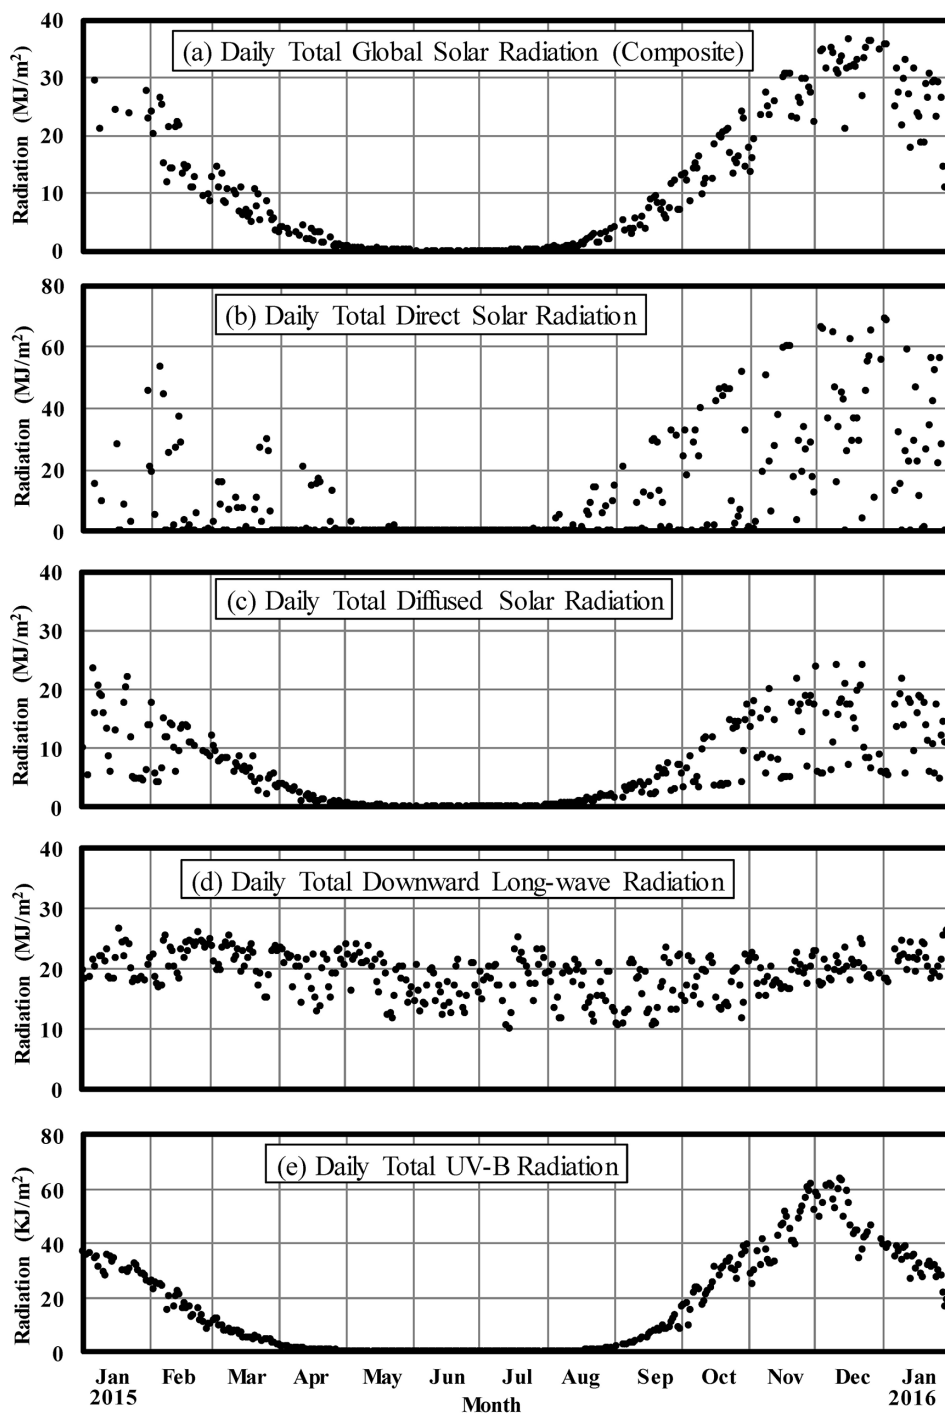 40
(a) Daily Total Global Solar Radiation (Composite)
30
20
10
0
Radiation (MJ/m²)
80
(b) Daily Total Direct Solar Radiation
60
40
20
0
Radiation (MJ/m²)
40
(c) Daily Total Diffused Solar Radiation
30
20
10
0
Radiation (MJ/m²)
40
(d) Daily Total Downward Long-wave Radiation
30
20
10
0
Radiation (MJ/m²)
80
(e) Daily Total UV-B Radiation
60
40
20
0
Radiation (KJ/m²)
Jan Feb Mar Apr May Jun Jul Aug Sep Oct Nov Dec Jan
2015 2016
Month